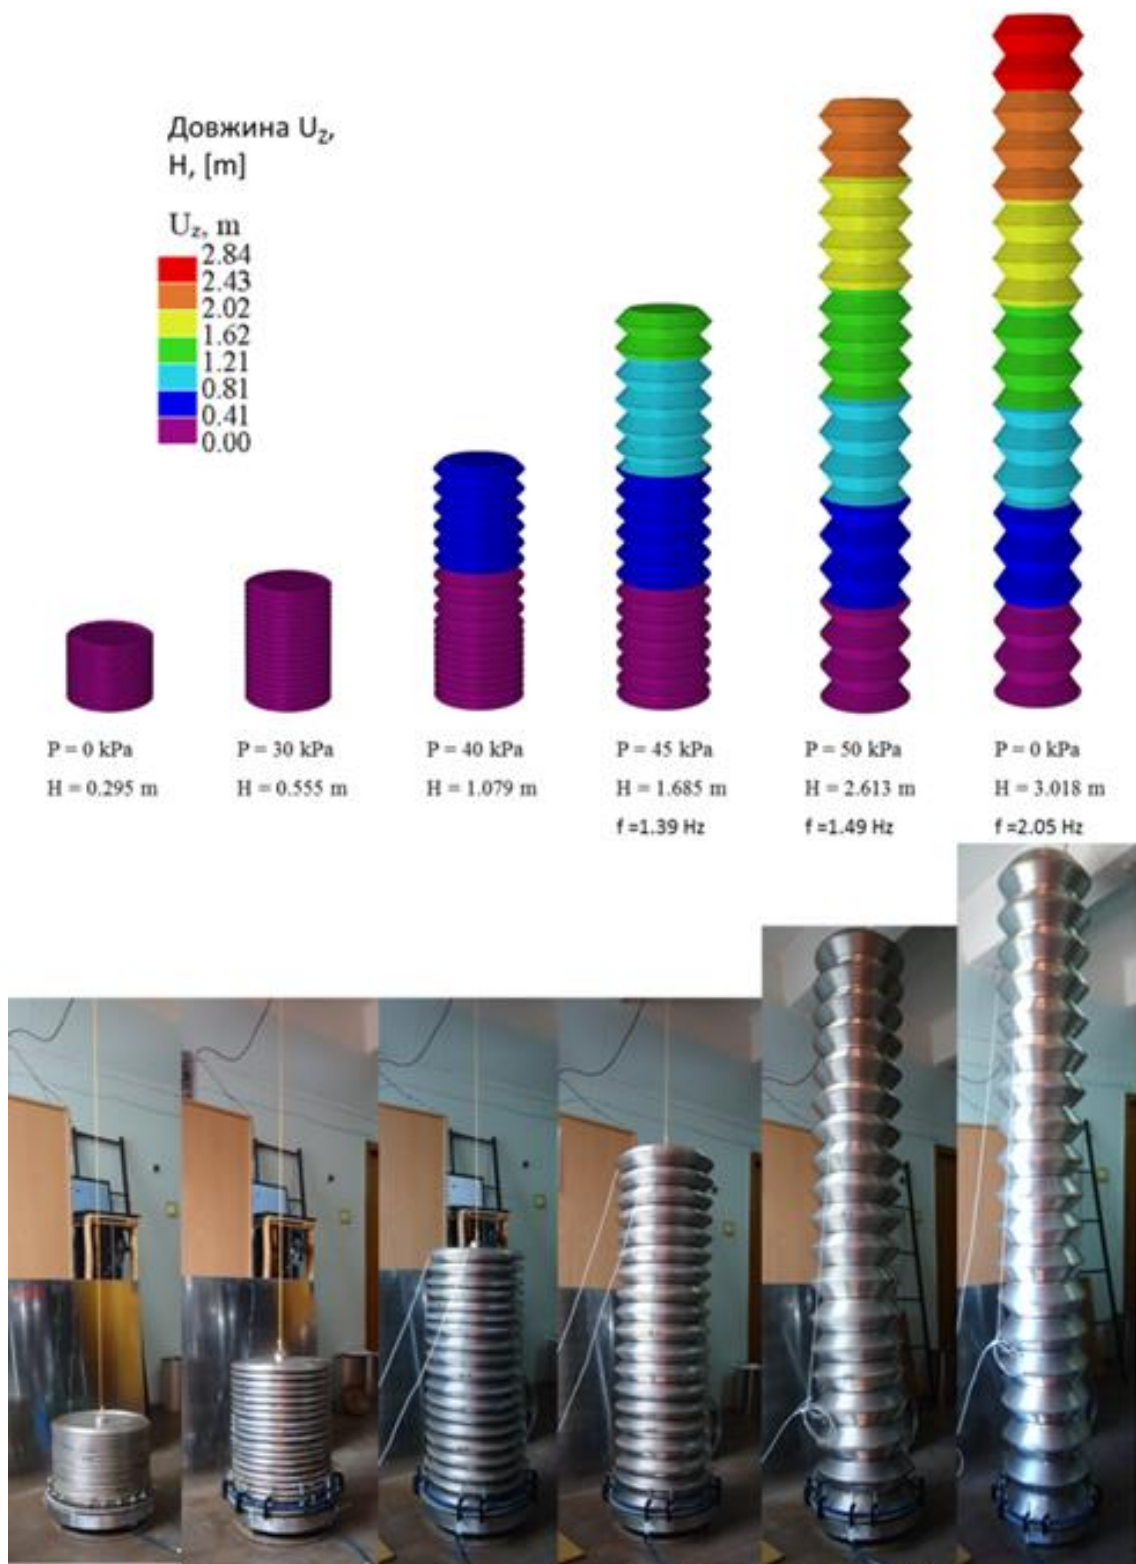 Довжина Uz,
H, [m]
Uz, m
2.84
2.43
2.02
1.62
1.21
0.81
0.41
0.00
P = 0 kPa
H = 0.295 m
P = 30 kPa
H = 0.555 m
P = 40 kPa
H = 1.079 m
P = 45 kPa
H = 1.685 m
f =1.39 Hz
P = 50 kPa
H = 2.613 m
f =1.49 Hz
P = 0 kPa
H = 3.018 m
f =2.05 Hz